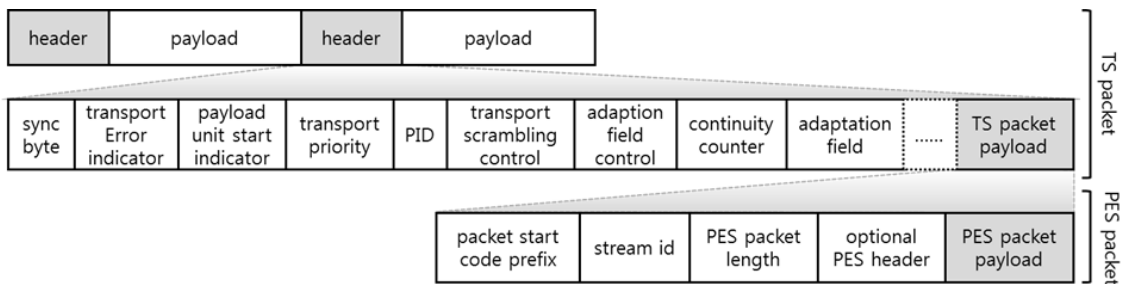 header payload header payload
TS packet
sync byte
transport Error indicator
payload unit start indicator
transport priority
PID
transport scrambling control
adaption field control
continuity counter
adaptation field
......
TS packet payload
packet start code prefix
stream id
PES packet length
optional PES header
PES packet payload
PES packet